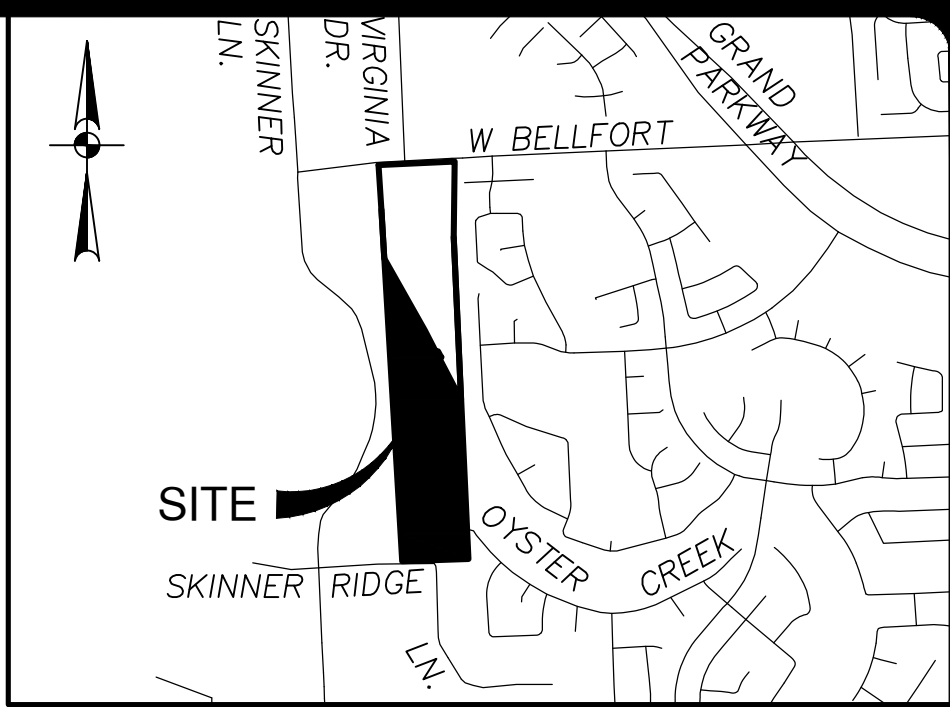 SKINNER
LN.
VIRGINIA
DR.
GRAND
PARKWAY
W BELLFORT
SITE
OYSTER
CREEK
SKINNER RIDGE
LN.